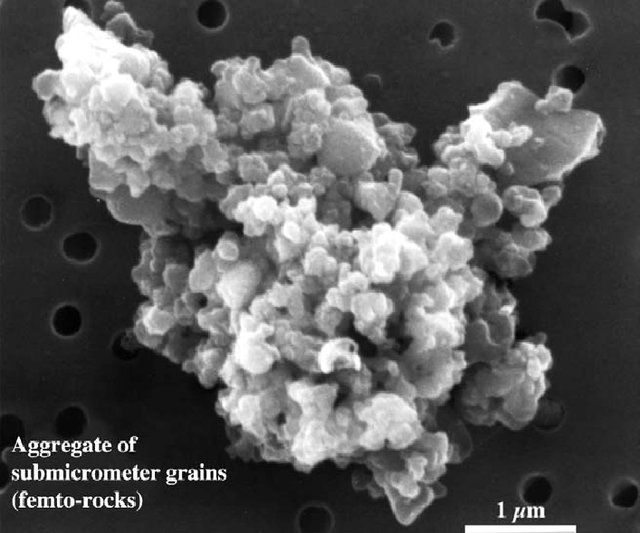 Aggregate of
submicrometer grains
(femto-rocks)
1 μm